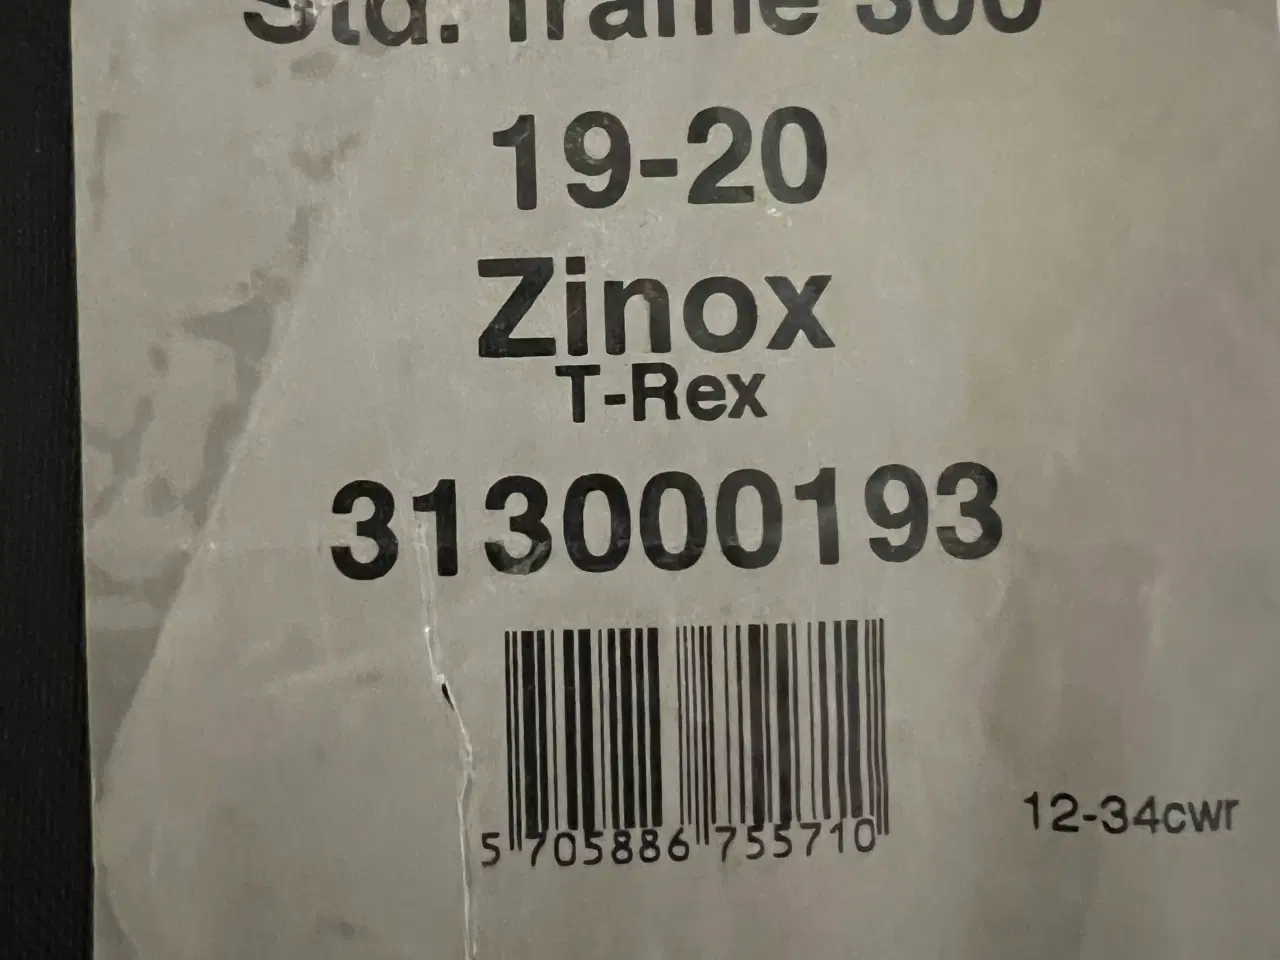 Std. frame 300
19-20
Zinox
T-Rex
313000193
5 705886 755710
12-34cwr